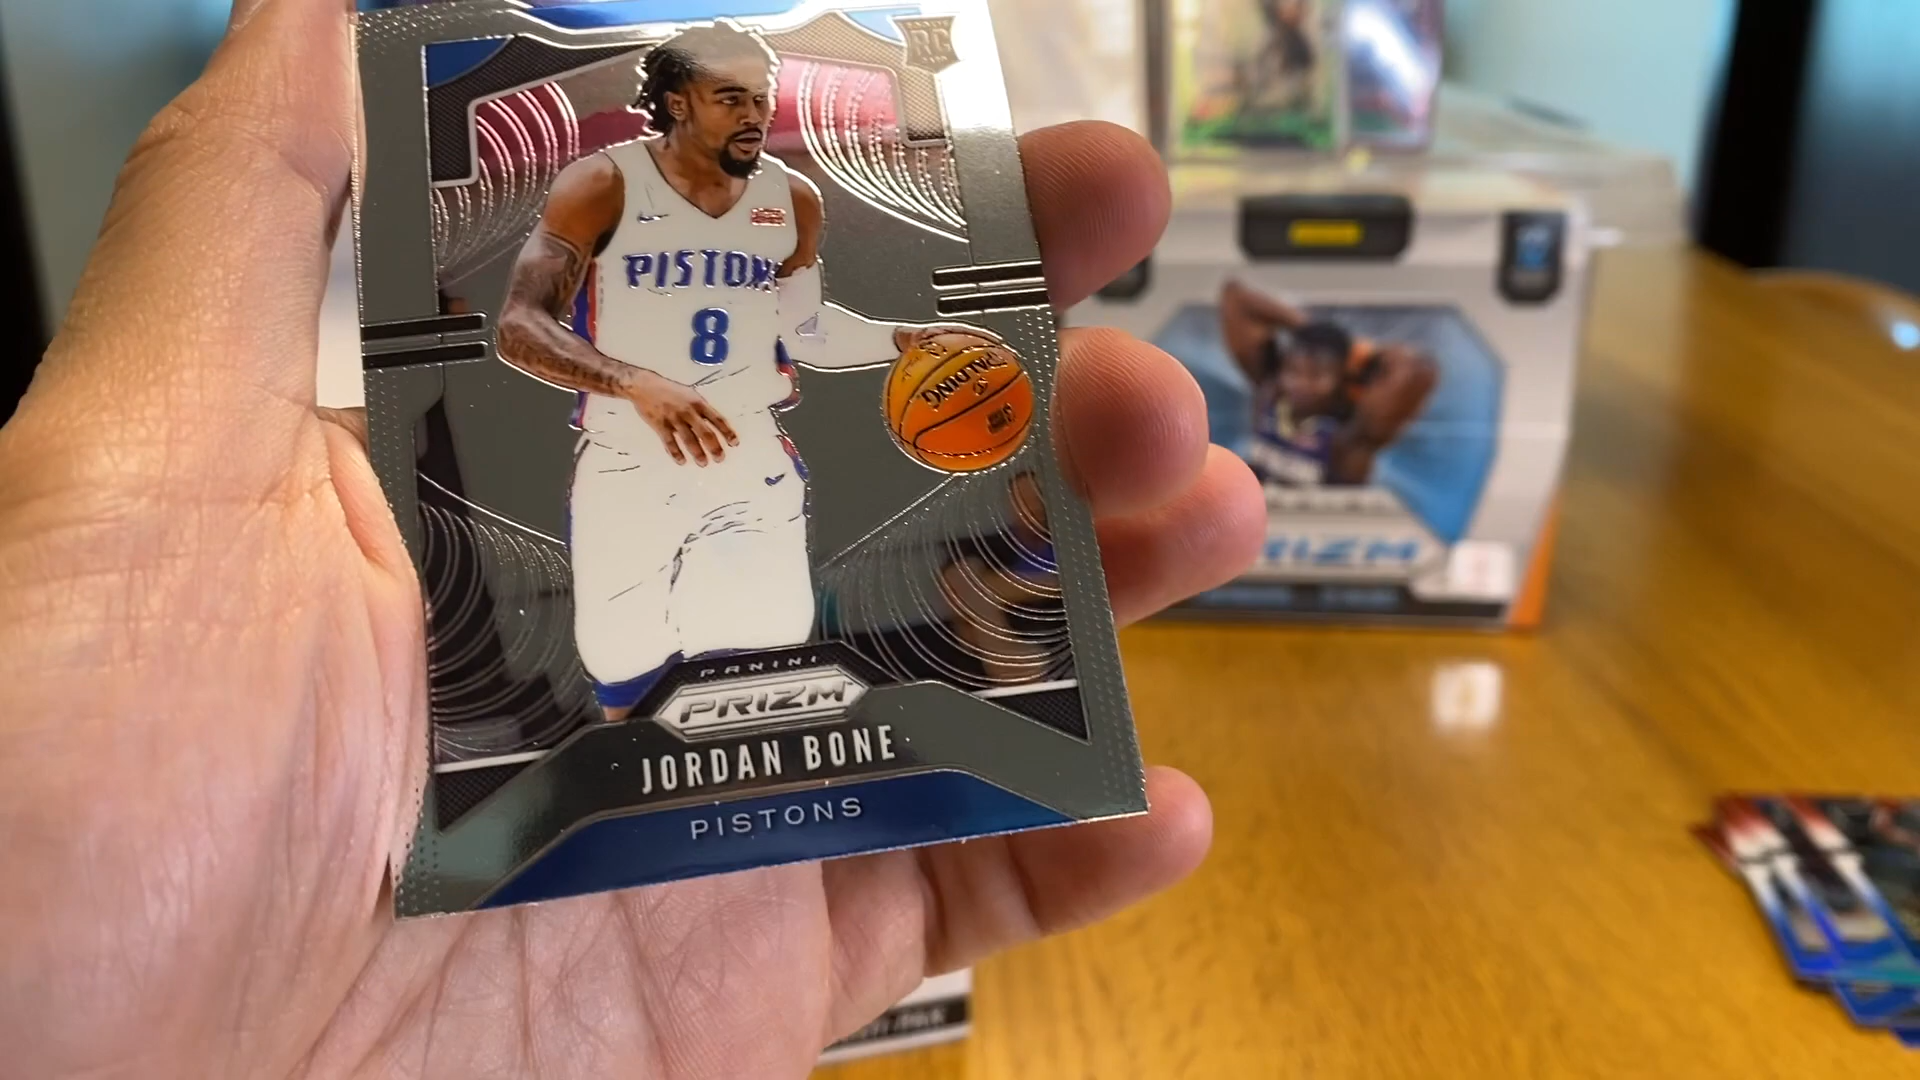 RC
PISTONS
8
SPALDING
PANINI
PRIZM
JORDAN BONE
PISTONS
PRIZM